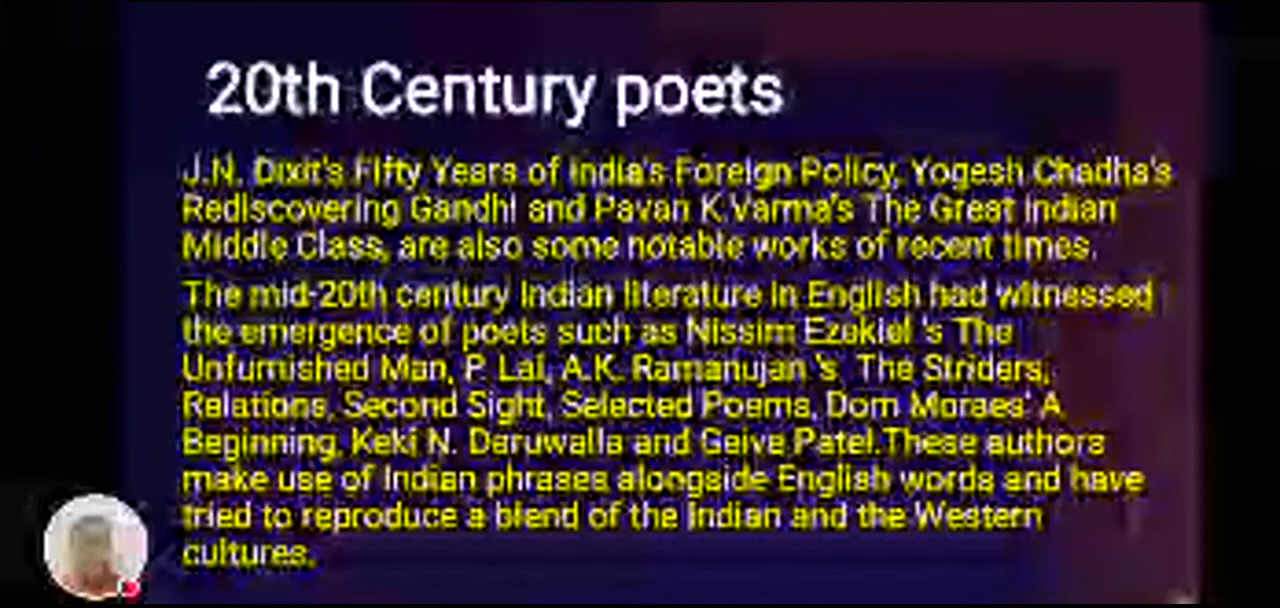 20th Century poets
J.N. Dixit's Fifty Years of India's Foreign Policy, Yogesh Chadha's
Rediscovering Gandhi and Pavan K.Varma's The Great Indian
Middle Class, are also some notable works of recent times.
The mid-20th century Indian literature in English had witnessed
the emergence of poets such as Nissim Ezekiel 's The
Unfurnished Man, P. Lal, A.K. Ramanujan 's The Striders,
Relations, Second Sight, Selected Poems, Dom Moraes' A
Beginning, Keki N. Daruwalla and Geive Patel.These authors
make use of Indian phrases alongside English words and have
tried to reproduce a blend of the Indian and the Western
cultures.